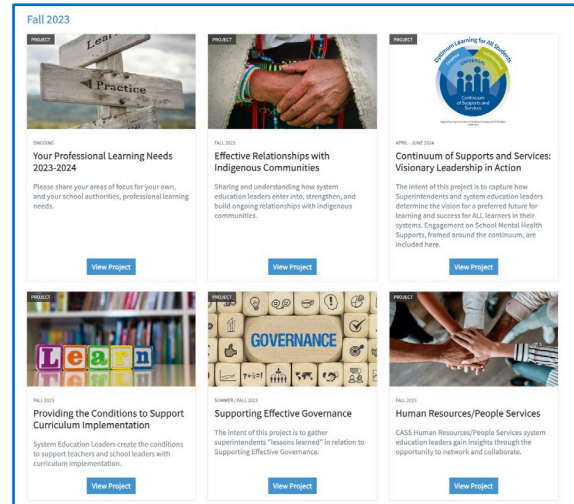 Fall 2023
PROJECT
Learn
Practice
ONGOING
Your Professional Learning Needs
2023-2024
Please share your areas of focus for your own,
and your school authorities, professional learning
needs.
View Project
PROJECT
FALL 2023
Effective Relationships with
Indigenous Communities
Sharing and understanding how system
education leaders enter into, strengthen, and
build ongoing relationships with indigenous
communities.
View Project
PROJECT
Optimum Learning for All Students
UNIVERSAL
Continuum
of Supports and
Services
APRIL - JUNE 2024
Continuum of Supports and Services:
Visionary Leadership in Action
The intent of this project is to capture how
Superintendents and system education leaders
determine the vision for a preferred future for
learning and success for ALL learners in their
systems. Engagement on School Mental Health
Supports, framed around the continuum, are
included here.
View Project
PROJECT
Learn
FALL 2023
Providing the Conditions to Support
Curriculum Implementation
System Education Leaders create the conditions
to support teachers and school leaders with
curriculum implementation.
View Project
PROJECT
GOVERNANCE
SUMMER / FALL 2023
Supporting Effective Governance
The intent of this project is to gather
superintendents "lessons learned" in relation to
Supporting Effective Governance.
View Project
PROJECT
FALL 2023
Human Resources/People Services
CASS Human Resources/People Services system
education leaders gain insights through the
opportunity to network and collaborate.
View Project